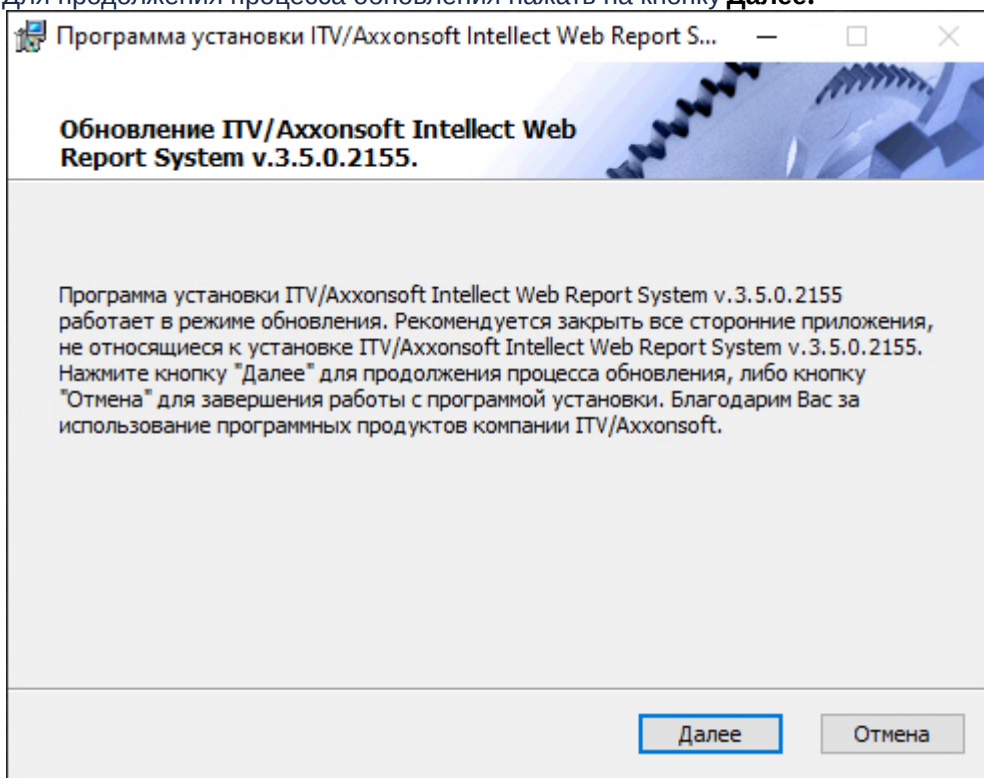 Для продолжения процесса обновления нажать на кнопку Далее.
Программа установки ITV/Axxonsoft Intellect Web Report S...
Обновление ITV/Axxonsoft Intellect Web
Report System v.3.5.0.2155.
Программа установки ITV/Axxonsoft Intellect Web Report System v.3.5.0.2155
работает в режиме обновления. Рекомендуется закрыть все сторонние приложения,
не относящиеся к установке ITV/Axxonsoft Intellect Web Report System v.3.5.0.2155.
Нажмите кнопку "Далее" для продолжения процесса обновления, либо кнопку
"Отмена" для завершения работы с программой установки. Благодарим Вас за
использование программных продуктов компании ITV/Axxonsoft.
Далее
Отмена